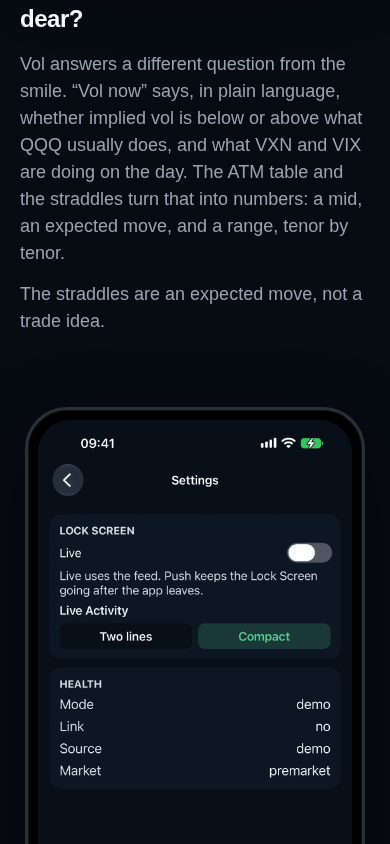 dear?
Vol answers a different question from the
smile. “Vol now” says, in plain language,
whether implied vol is below or above what
QQQ usually does, and what VXN and VIX
are doing on the day. The ATM table and
the straddles turn that into numbers: a mid,
an expected move, and a range, tenor by
tenor.
The straddles are an expected move, not a
trade idea.
09:41
Settings
LOCK SCREEN
Live
Live uses the feed. Push keeps the Lock Screen
going after the app leaves.
Live Activity
Two lines Compact
HEALTH
Mode demo
Link no
Source demo
Market premarket